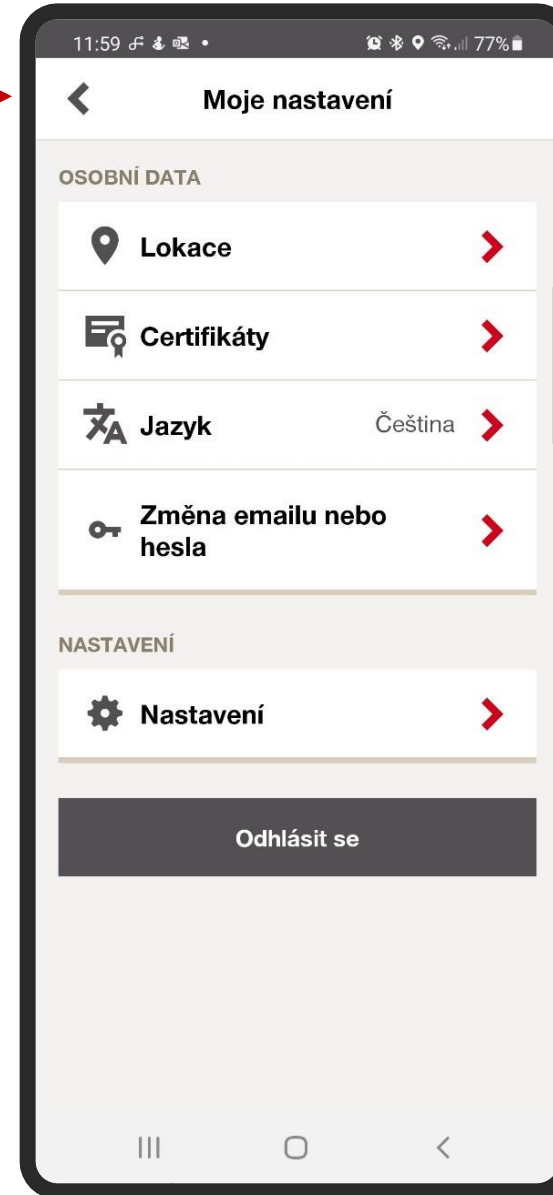 11:59
77%
Moje nastavení
OSOBNÍ DATA
Lokace
Certifikáty
Jazyk Čeština
Změna emailu nebo
hesla
NASTAVENÍ
Nastavení
Odhlásit se